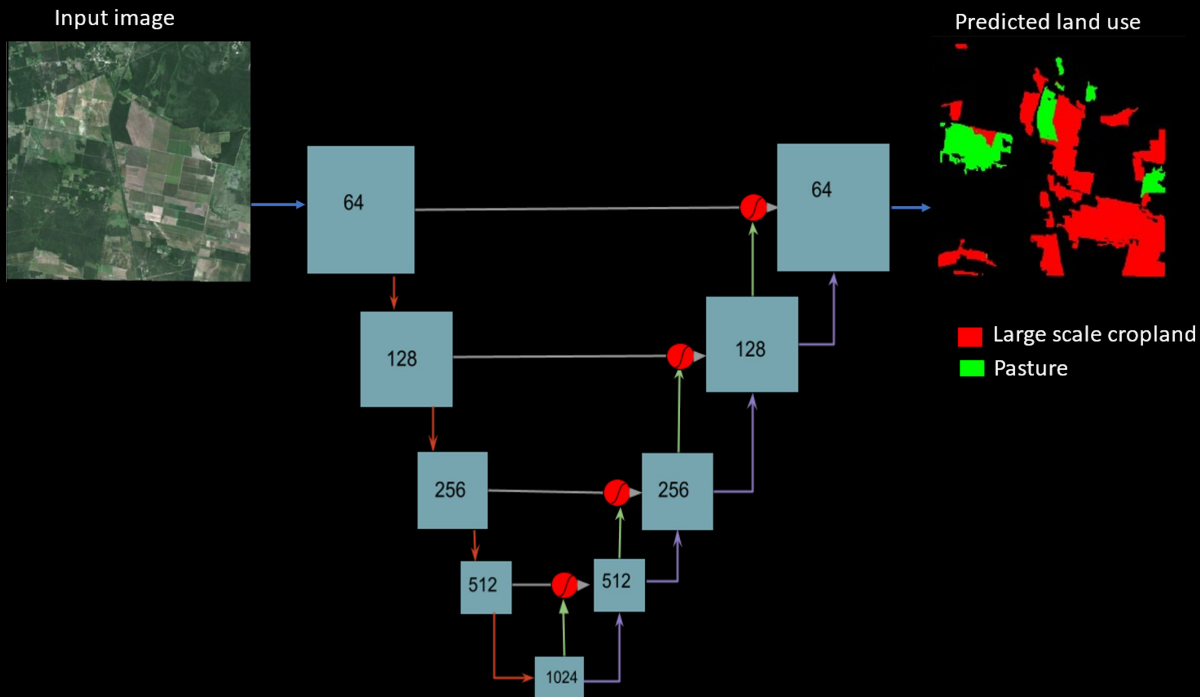 Input image
Predicted land use
64
64
128
128
256
256
512
512
1024
Large scale cropland
Pasture